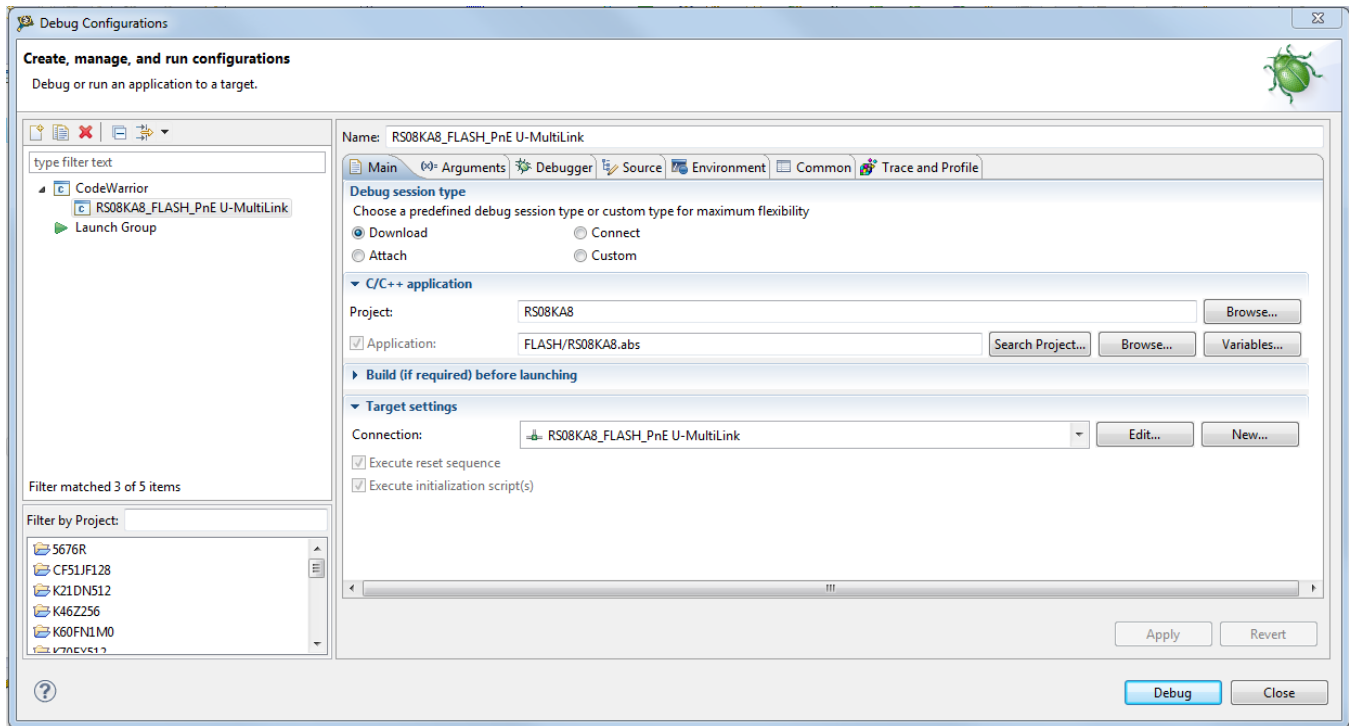 Debug Configurations
Create, manage, and run configurations
Debug or run an application to a target.
type filter text
CodeWarrior
RS08KA8_FLASH_PnE U-MultiLink
Launch Group
Filter matched 3 of 5 items
Filter by Project:
5676R
CF51JF128
K21DN512
K46Z256
K60FN1M0
Name: RS08KA8_FLASH_PnE U-MultiLink
Main (x)= Arguments Debugger Source Environment Common Trace and Profile
Debug session type
Choose a predefined debug session type or custom type for maximum flexibility
Download Connect
Attach Custom
C/C++ application
Project: RS08KA8 Browse...
Application: FLASH/RS08KA8.abs Search Project... Browse... Variables...
Build (if required) before launching
Target settings
Connection: RS08KA8_FLASH_PnE U-MultiLink Edit... New...
Execute reset sequence
Execute initialization script(s)
Apply Revert
Debug Close